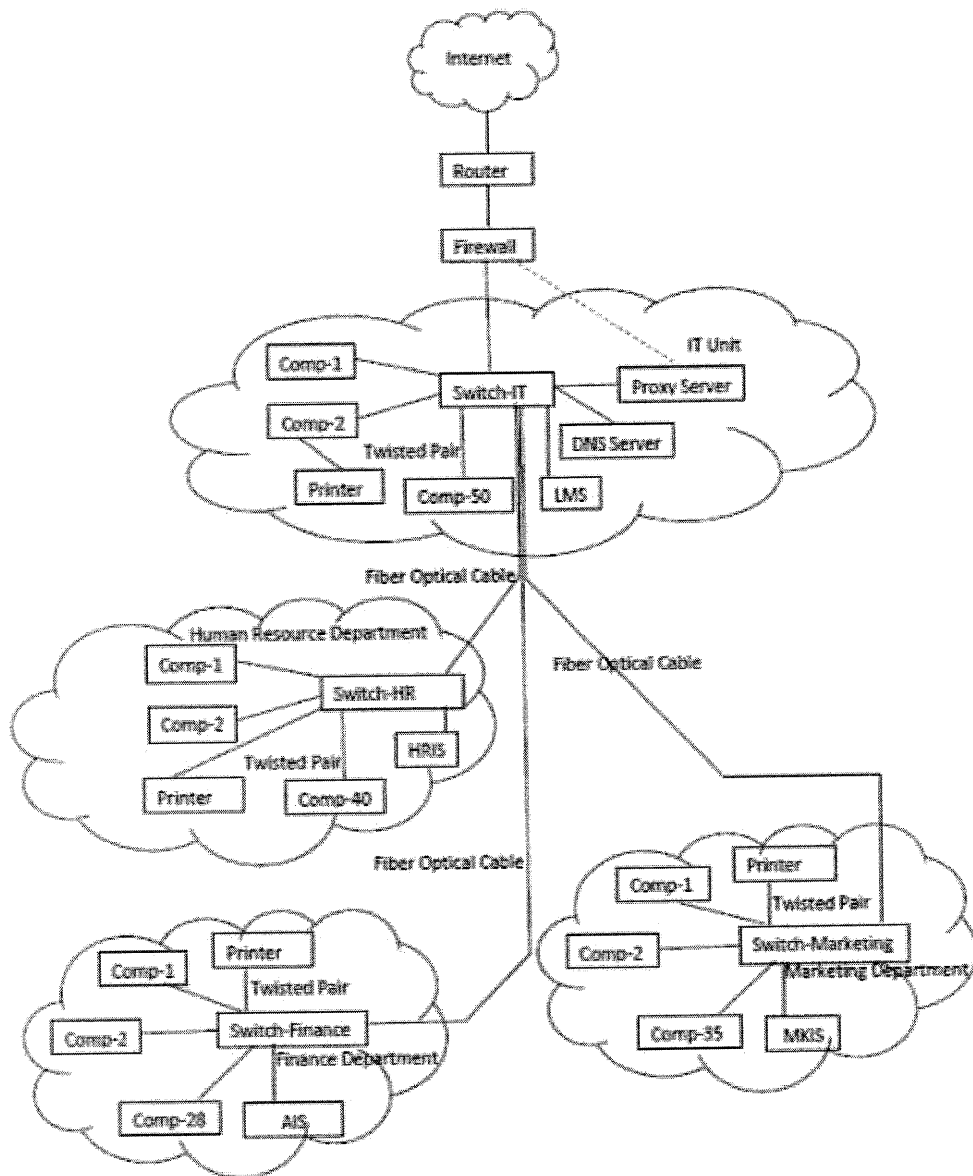 Internet
Router
Firewall
IT Unit
Comp-1
Switch-IT
Proxy Server
Comp-2
DNS Server
Twisted Pair
Printer
Comp-50
LMS
Fiber Optical Cable
Human Resource Department
Comp-1
Fiber Optical Cable
Switch-HR
Comp-2
HRIS
Twisted Pair
Printer
Comp-40
Fiber Optical Cable
Printer
Comp-1
Twisted Pair
Switch-Marketing
Comp-2
Marketing Department
Comp-35
MKIS
Printer
Comp-1
Twisted Pair
Comp-2
Switch-Finance
Finance Department
Comp-28
AIS